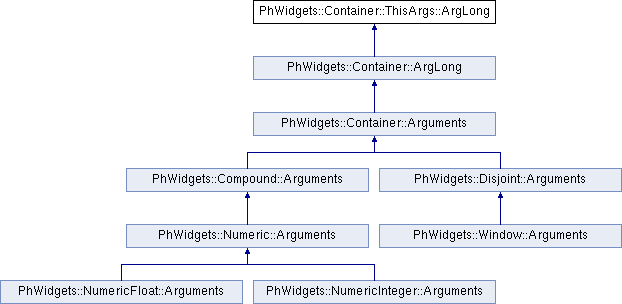 PhWidgets::Container::ThisArgs::ArgLong
PhWidgets::Container::ArgLong
PhWidgets::Container::Arguments
PhWidgets::Compound::Arguments
PhWidgets::Disjoint::Arguments
PhWidgets::Numeric::Arguments
PhWidgets::Window::Arguments
PhWidgets::NumericFloat::Arguments
PhWidgets::NumericInteger::Arguments